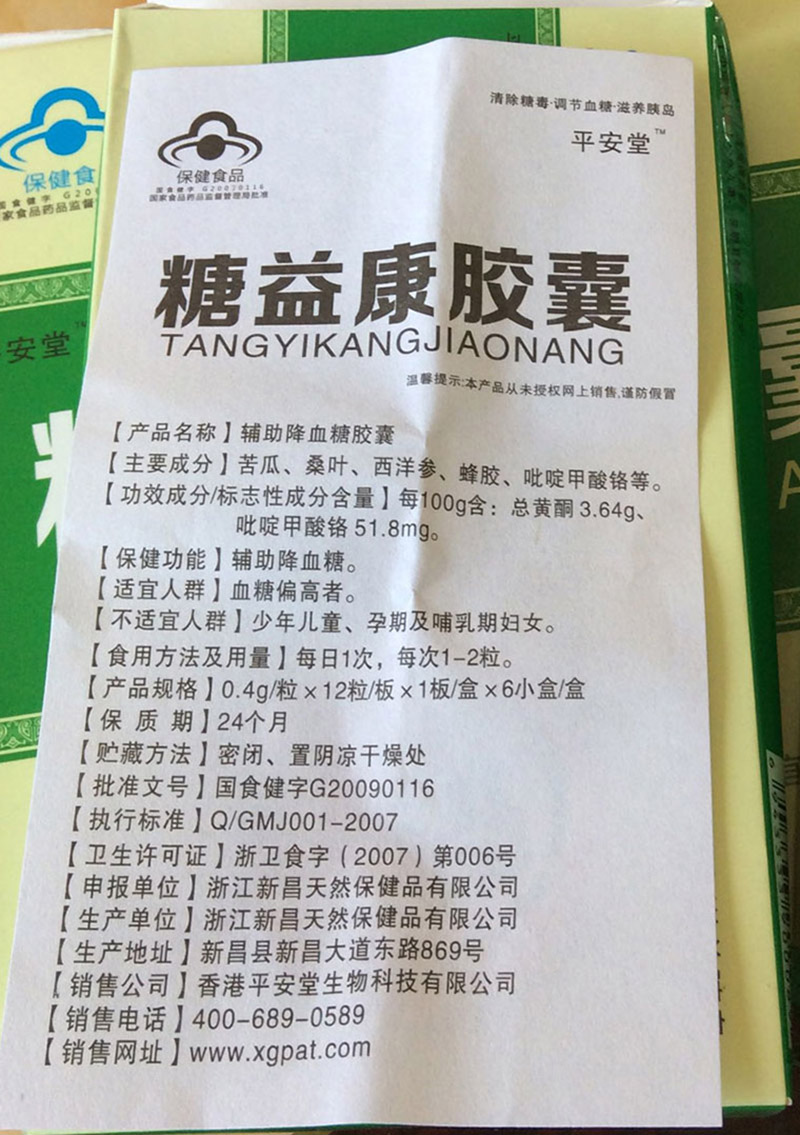 清除糖毒·调节血糖·滋养胰岛
平安堂™
保健食品
国食健字 G20090116
国家食品药品监督管理局批准
糖益康胶囊
TANGYIKANGJIAONANG
温馨提示:本产品从未授权网上销售,谨防假冒
【产品名称】辅助降血糖胶囊
【主要成分】苦瓜、桑叶、西洋参、蜂胶、吡啶甲酸铬等。
【功效成分/标志性成分含量】每100g含：总黄酮 3.64g、
吡啶甲酸铬 51.8mg。
【保健功能】辅助降血糖。
【适宜人群】血糖偏高者。
【不适宜人群】少年儿童、孕期及哺乳期妇女。
【食用方法及用量】每日1次，每次1-2粒。
【产品规格】0.4g/粒×12粒/板×1板/盒×6小盒/盒
【保 质 期】24个月
【贮藏方法】密闭、置阴凉干燥处
【批准文号】国食健字G20090116
【执行标准】Q/GMJ001-2007
【卫生许可证】浙卫食字（2007）第006号
【申报单位】浙江新昌天然保健品有限公司
【生产单位】浙江新昌天然保健品有限公司
【生产地址】新昌县新昌大道东路869号
【销售公司】香港平安堂生物科技有限公司
【销售电话】400-689-0589
【销售网址】www.xgpat.com
保健食品
国食健字 G20
国家食品药品监督
平安堂™